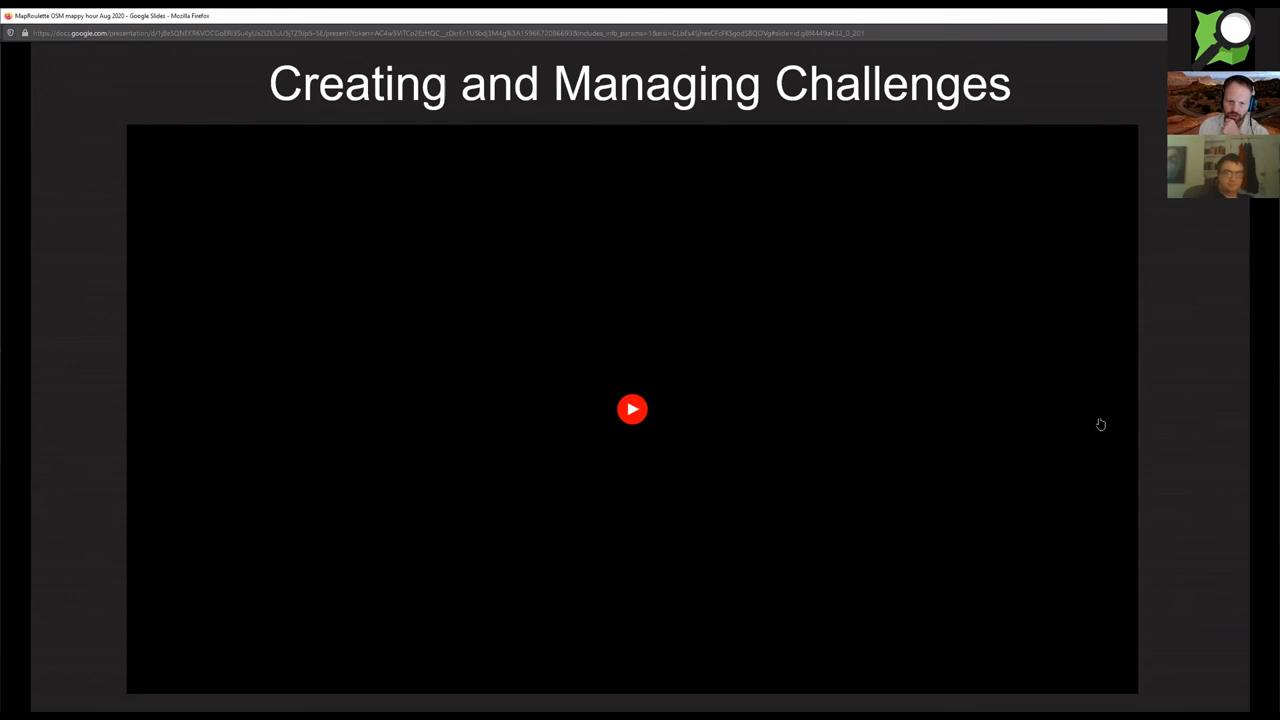 MapRoulette OSM mappy hour Aug 2020 - Google Slides - Mozilla Firefox
Creating and Managing Challenges